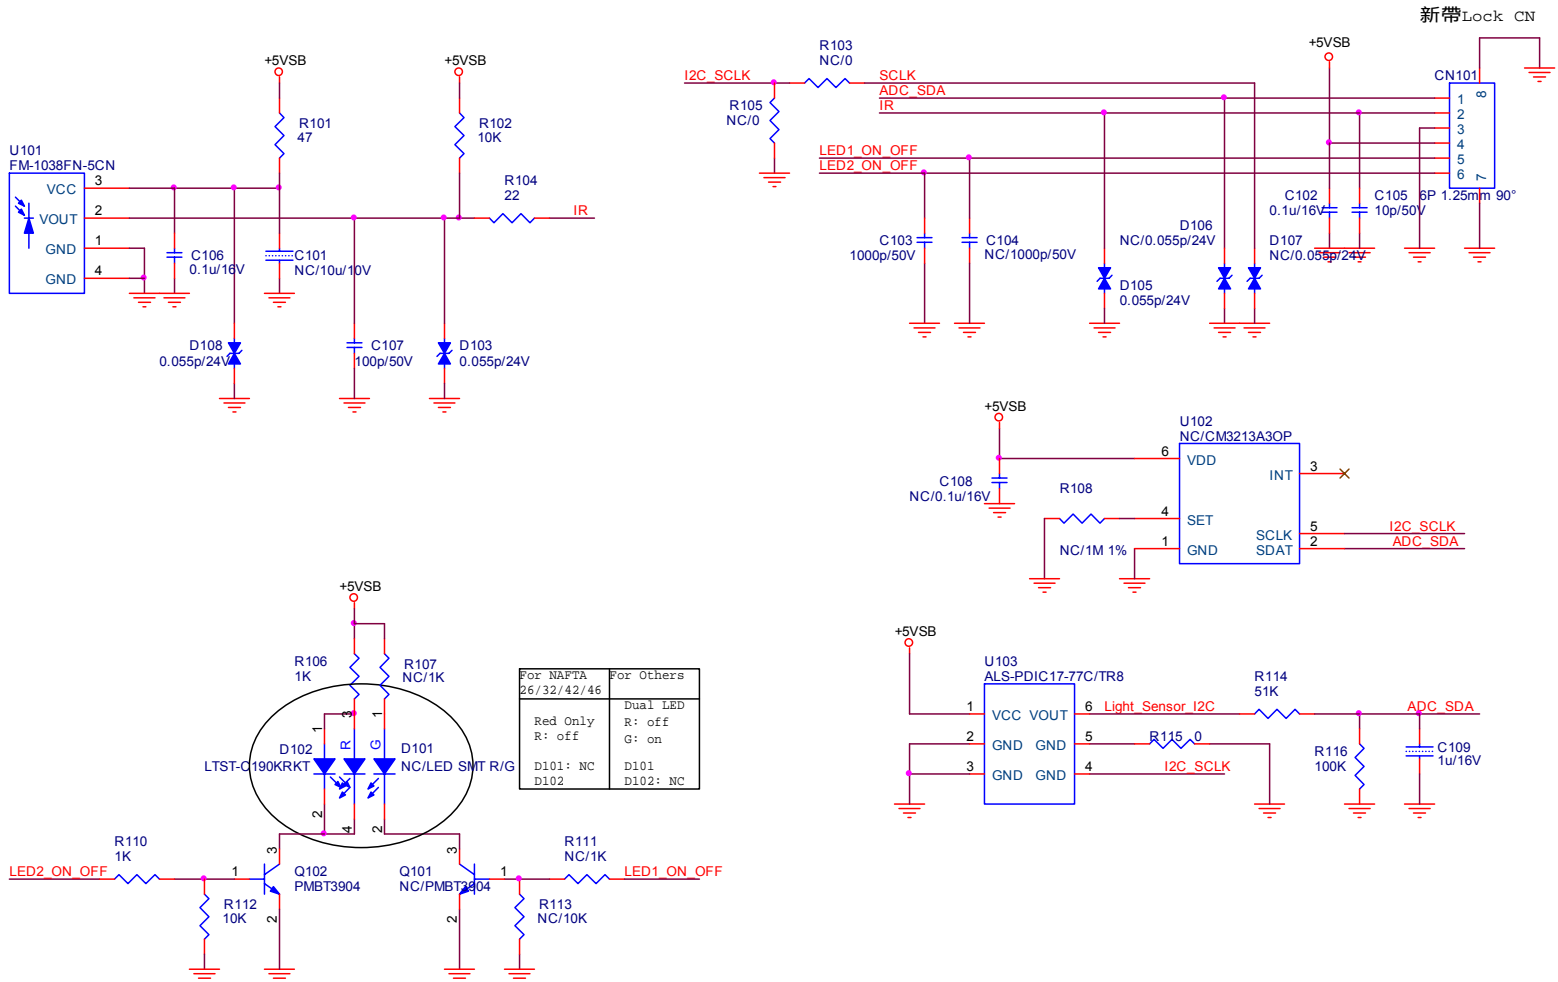 新帶Lock CN
+5VSB
+5VSB
R101
47
R102
10K
U101
FM-1038FN-5CN
VCC
3
VOUT
2
GND
1
GND
4
R104
22
IR
C106
0.1u/16V
C101
NC/10u/10V
D108
0.055p/24V
C107
100p/50V
D103
0.055p/24V
I2C_SCLK
R103
NC/0
SCLK
ADC_SDA
IR
R105
NC/0
LED1_ON_OFF
LED2_ON_OFF
+5VSB
CN101
1
2
3
4
5
6
8
7
6P 1.25mm 90°
C102
0.1u/16V
C105
10p/50V
C103
1000p/50V
C104
NC/1000p/50V
D106
NC/0.055p/24V
D107
NC/0.055p/24V
D105
0.055p/24V
+5VSB
U102
NC/CM3213A3OP
6
VDD
INT
3
C108
NC/0.1u/16V
R108
4
SET
NC/1M 1%
1
GND
SCLK
5
I2C_SCLK
SDAT
2
ADC_SDA
+5VSB
R106
1K
R107
NC/1K
For NAFTA
26/32/42/46
For Others
Red Only
R: off
Dual LED
R: off
G: on
D101: NC
D102
D101
D102: NC
1
3
1
R
G
D102
LTST-C190KRKT
D101
NC/LED SMT R/G
2
4
2
R110
1K
LED2_ON_OFF
1
3
Q102
PMBT3904
2
R112
10K
3
Q101
NC/PMBT3904
1
2
R111
NC/1K
LED1_ON_OFF
R113
NC/10K
+5VSB
U103
ALS-PDIC17-77C/TR8
1
VCC
VOUT
6
Light_Sensor_I2C
2
GND
GND
5
R115
0
3
GND
GND
4
I2C_SCLK
R114
51K
ADC_SDA
R116
100K
C109
1u/16V